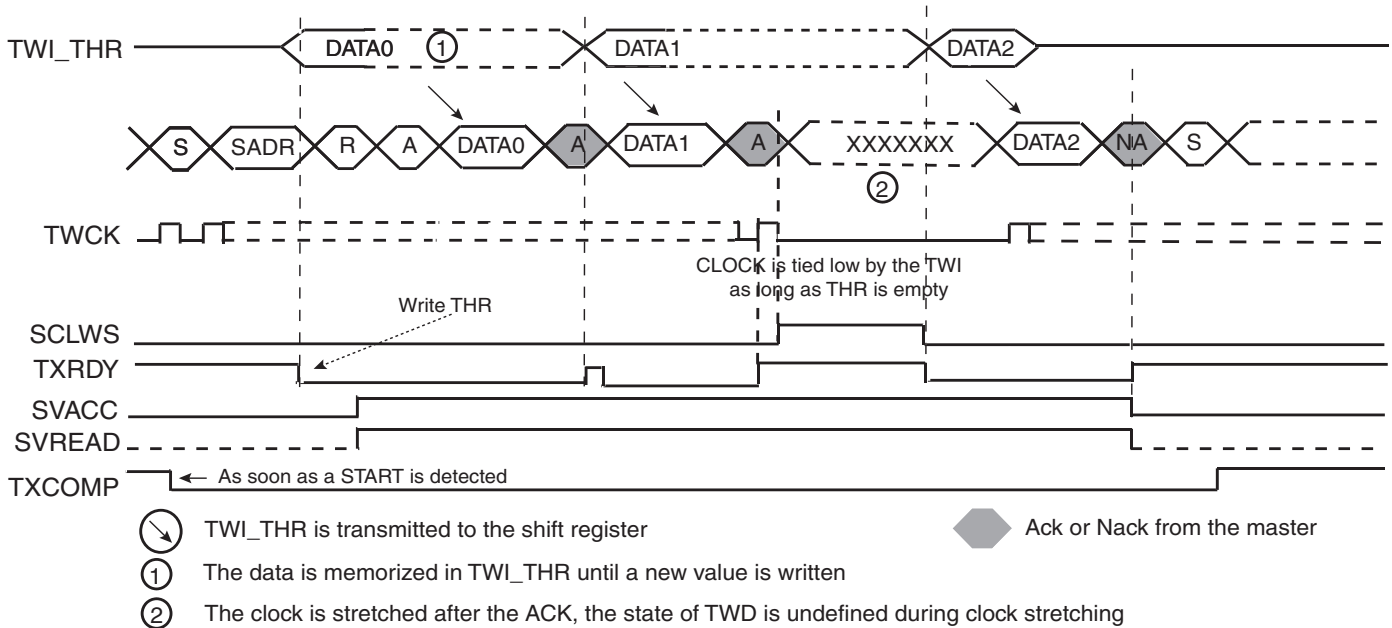 TWI_THR DATA0 1 DATA1 DATA2
S SADR R A DATA0 A DATA1 A XXXXXXX DATA2 NA S
2
TWCK
CLOCK is tied low by the TWI
as long as THR is empty
Write THR
SCLWS
TXRDY
SVACC
SVREAD
TXCOMP As soon as a START is detected
TWI_THR is transmitted to the shift register Ack or Nack from the master
1 The data is memorized in TWI_THR until a new value is written
2 The clock is stretched after the ACK, the state of TWD is undefined during clock stretching